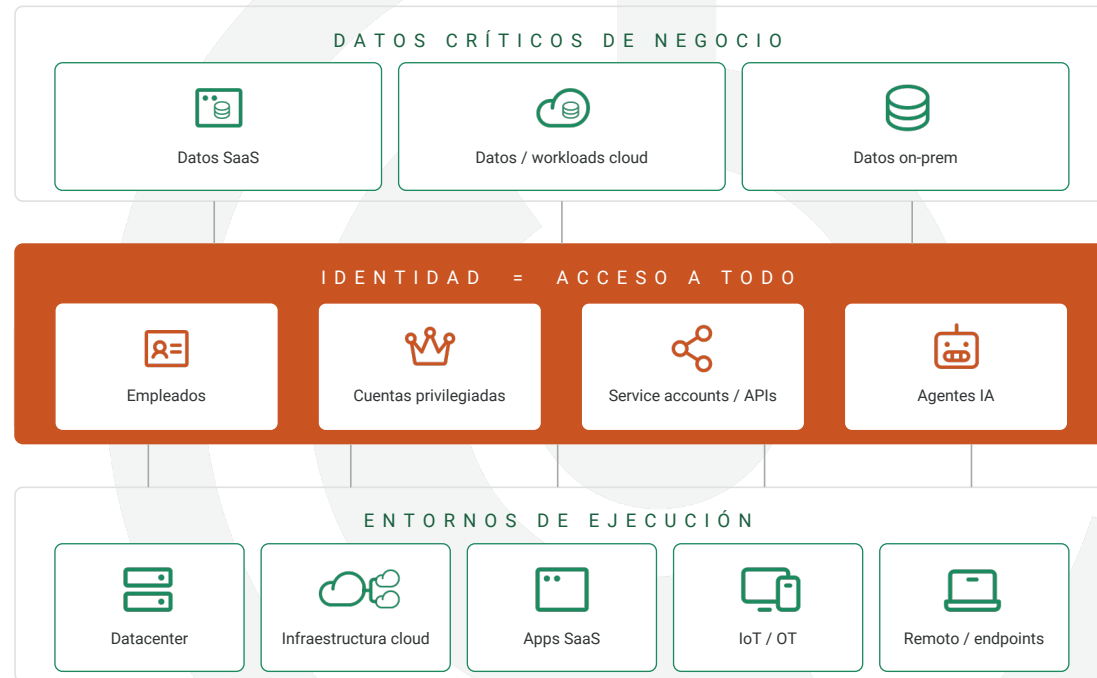 DATOS CRÍTICOS DE NEGOCIO
Datos SaaS
Datos / workloads cloud
Datos on-prem
IDENTIDAD = ACCESO A TODO
Empleados
Cuentas privilegiadas
Service accounts / APIs
Agentes IA
ENTORNOS DE EJECUCIÓN
Datacenter
Infraestructura cloud
Apps SaaS
IoT / OT
Remoto / endpoints